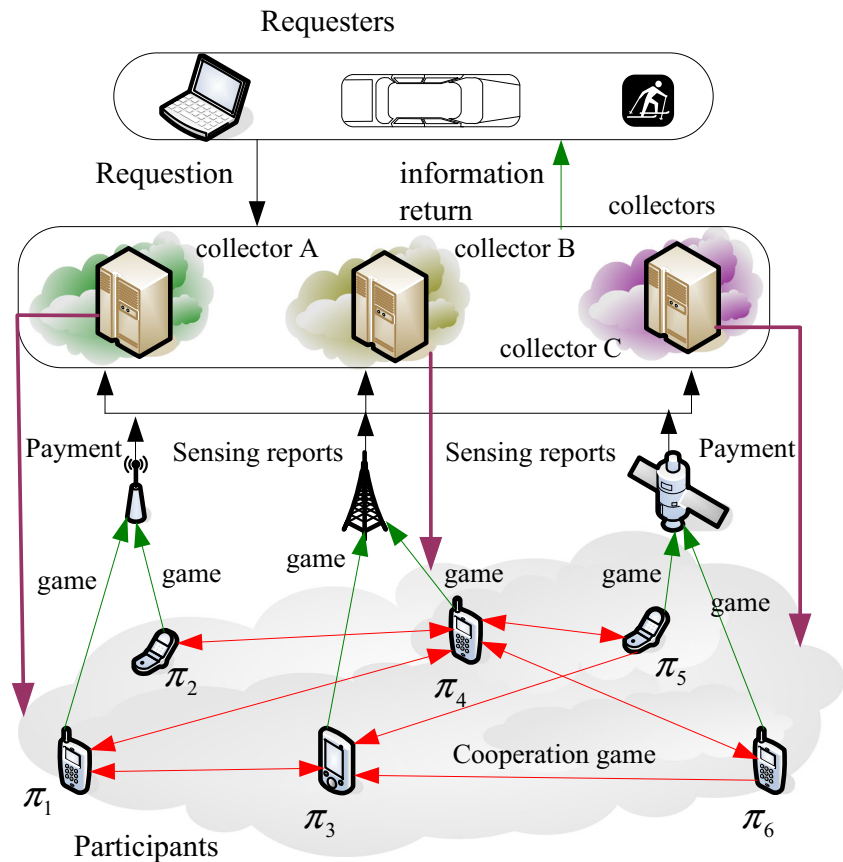 Requesters
Requestion
information
return
collectors
collector A
collector B
collector C
Payment
Sensing reports
Sensing reports
Payment
game
game
game
game
game
game
π2
π4
π5
Cooperation game
π1
π3
π6
Participants